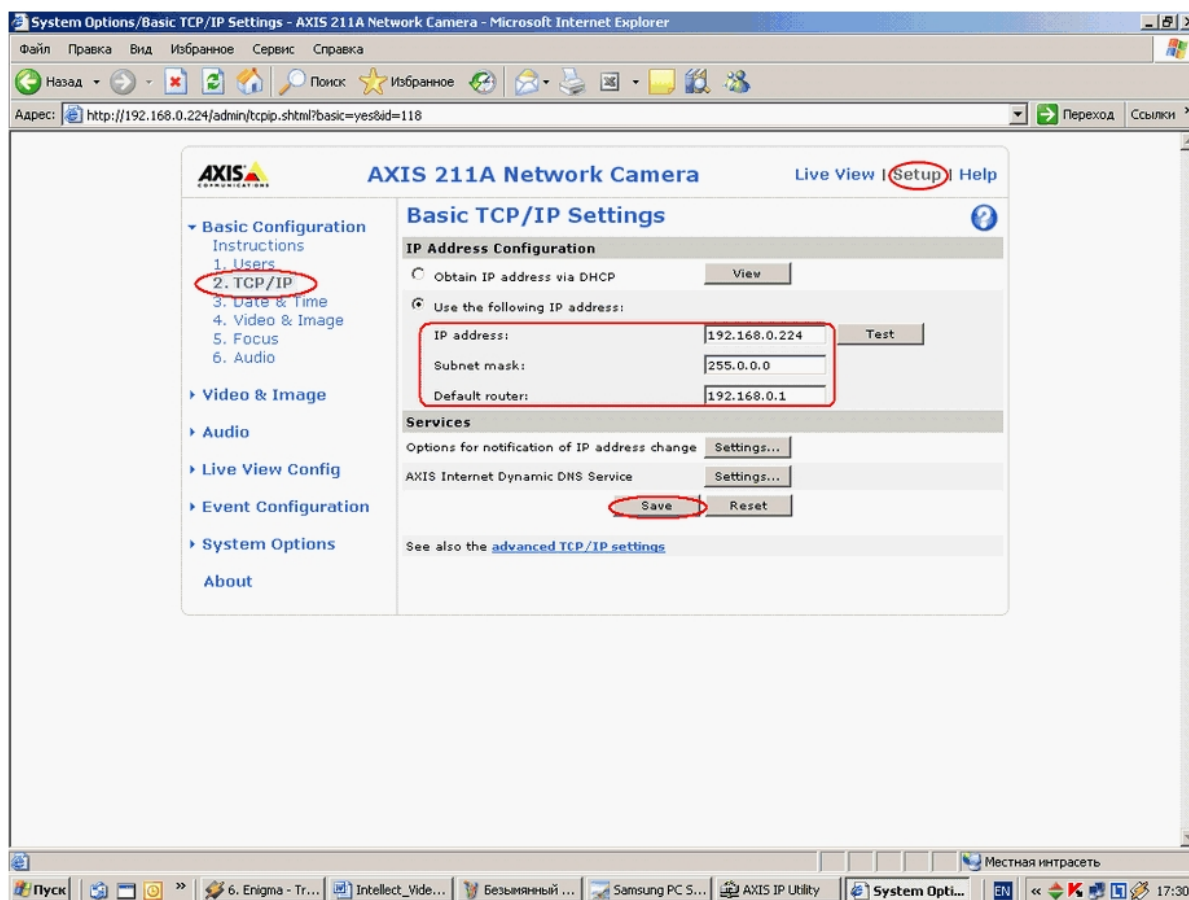 System Options/Basic TCP/IP Settings - AXIS 211A Network Camera - Microsoft Internet Explorer
Файл Правка Вид Избранное Сервис Справка
Назад Поиск Избранное
Адрес: http://192.168.0.224/admin/tcpip.shtml?basic=yes&id=118 Переход Ссылки
AXIS COMMUNICATIONS AXIS 211A Network Camera Live View | Setup | Help
Basic Configuration
Instructions
1. Users
2. TCP/IP
3. Date & Time
4. Video & Image
5. Focus
6. Audio
Video & Image
Audio
Live View Config
Event Configuration
System Options
About
Basic TCP/IP Settings
IP Address Configuration
Obtain IP address via DHCP View
Use the following IP address:
IP address: 192.168.0.224 Test
Subnet mask: 255.0.0.0
Default router: 192.168.0.1
Services
Options for notification of IP address change Settings...
AXIS Internet Dynamic DNS Service Settings...
Save Reset
See also the advanced TCP/IP settings
Местная интрасеть
Пуск » 6. Enigma - Tr... Intellect_Vide... Безымянный ... Samsung PC S... AXIS IP Utility System Opti... EN « 17:30